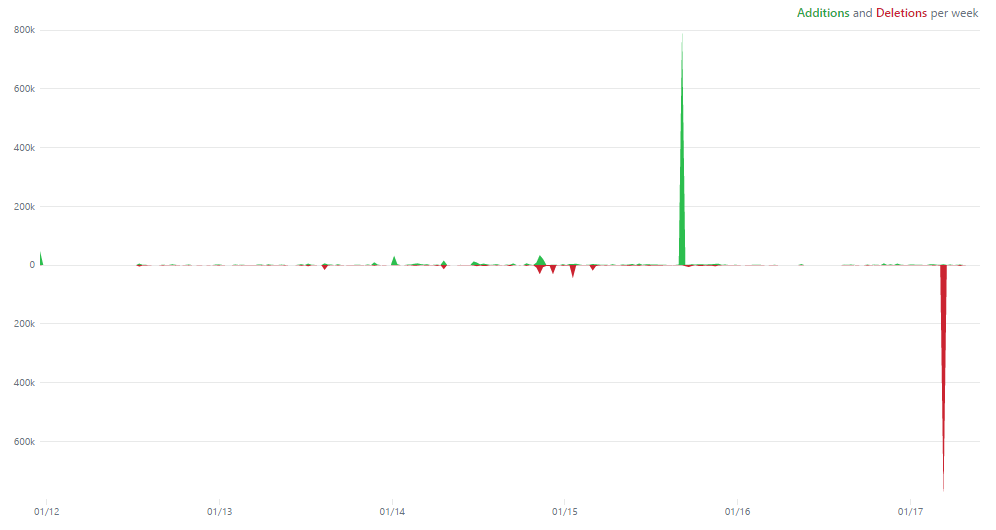 Additions and Deletions per week
800k
600k
400k
200k
0
200k
400k
600k
01/12 01/13 01/14 01/15 01/16 01/17